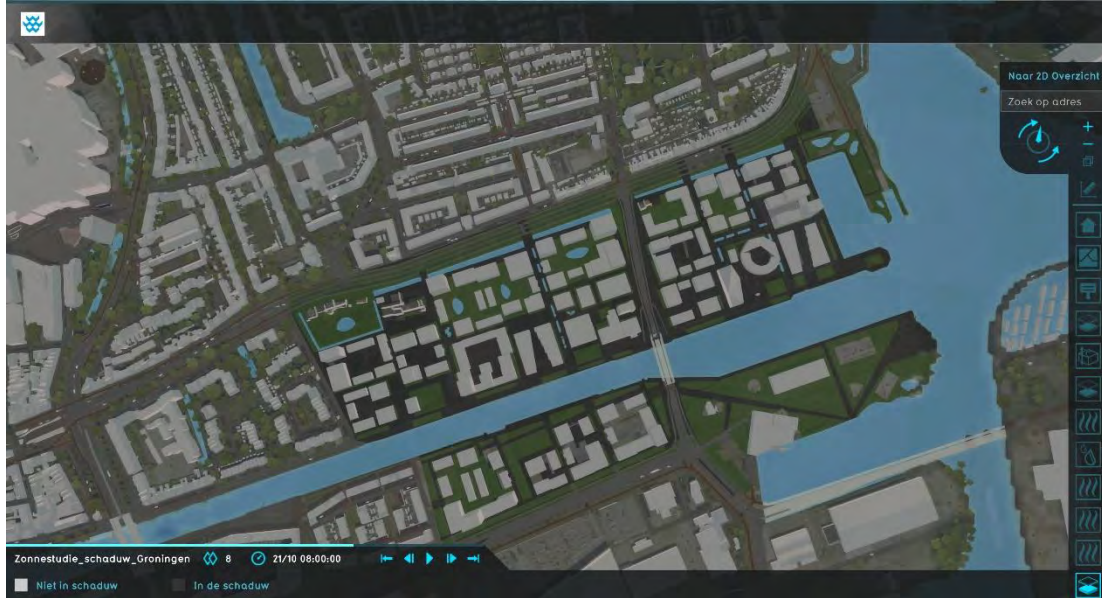 Naar 2D Overzicht
Zoek op adres
Zonnestudie_schaduw_Groningen 8 21/10 08:00:00
Niet in schaduw In de schaduw